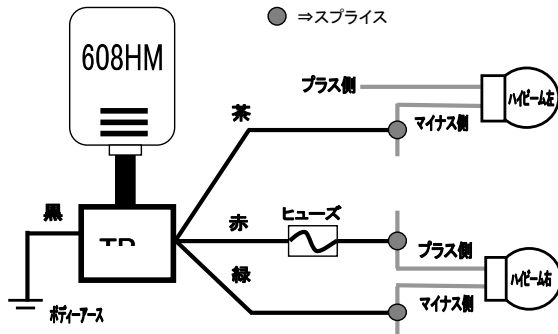 ⇒スプライス
608HM
プラス側
ハイビーム左
茶
マイナス側
黒
赤
ヒューズ
プラス側
緑
ハイビーム右
マイナス側
ボディーアース